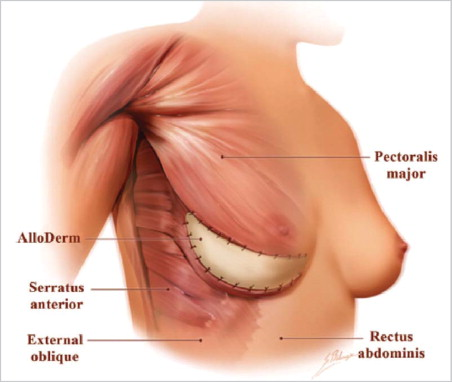 Pectoralis
major
AlloDerm
Serratus
anterior
External
oblique
Rectus
abdominis